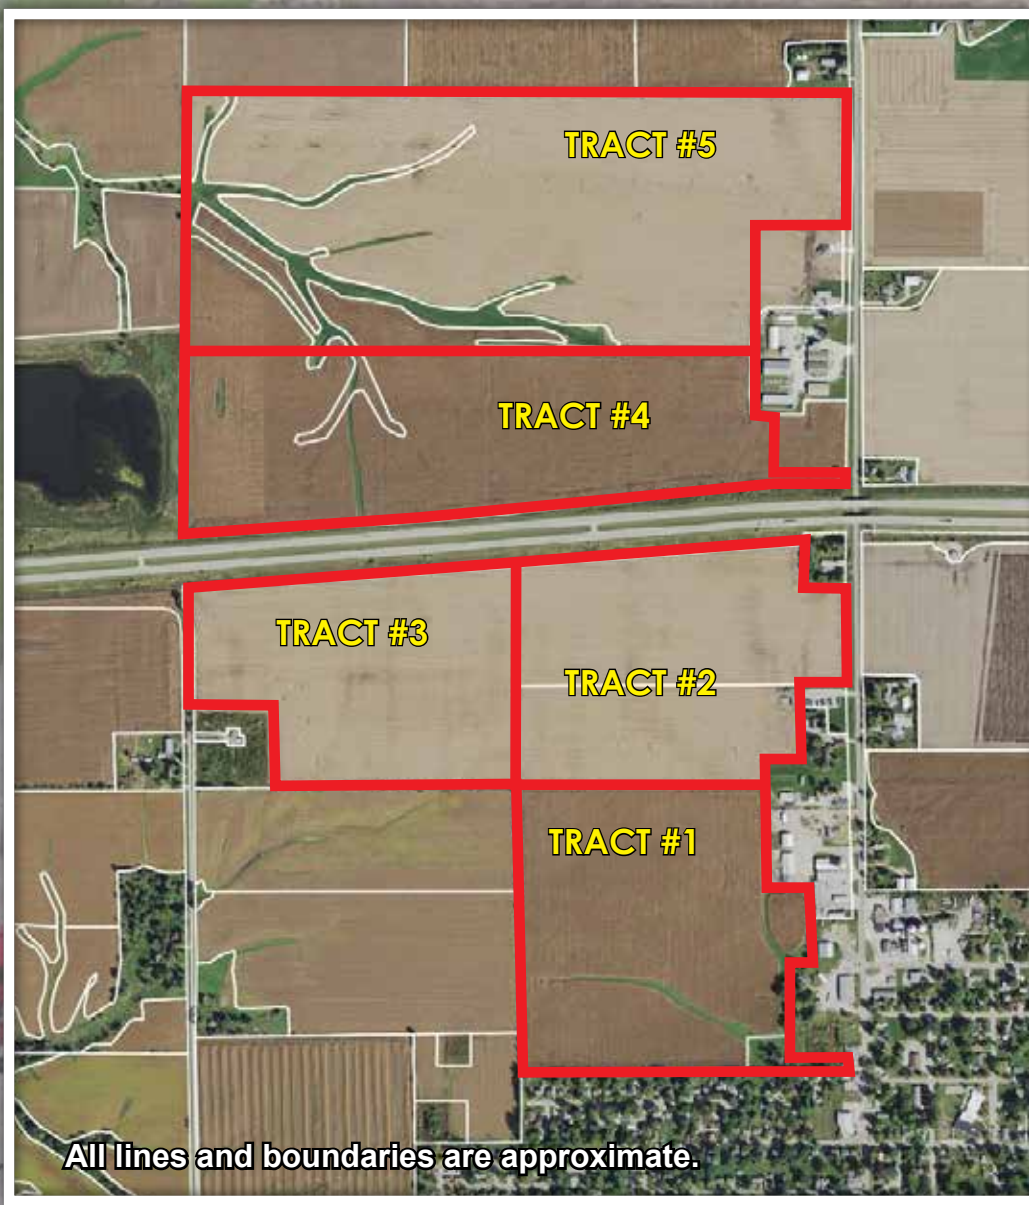 TRACT #5
TRACT #4
TRACT #3
TRACT #2
TRACT #1
All lines and boundaries are approximate.